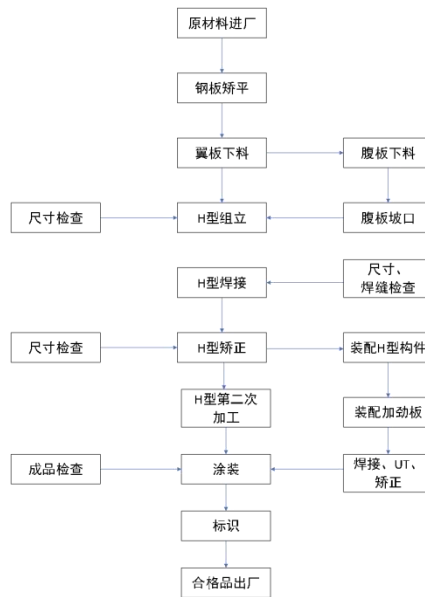 原材料进厂
钢板矫平
翼板下料
腹板下料
尺寸检查
H型组立
腹板坡口
H型焊接
尺寸、
焊缝检查
尺寸检查
H型矫正
装配H型构件
H型第二次
加工
装配加劲板
成品检查
涂装
焊接、UT、
矫正
标识
合格品出厂